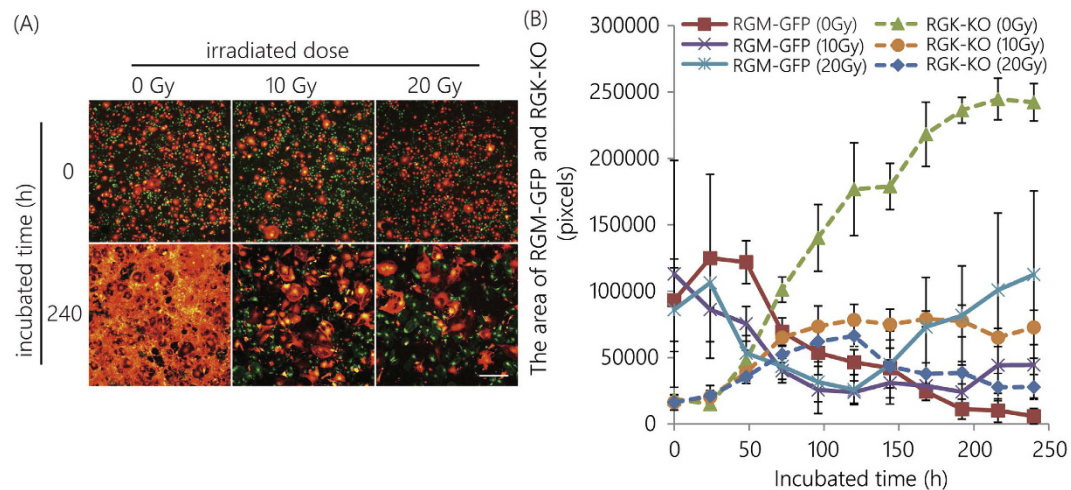 (A)
irradiated dose
0 Gy 10 Gy 20 Gy
incubated time (h)
0
240
(B)
The area of RGM-GFP and RGK-KO
(pixcels)
300000
250000
200000
150000
100000
50000
0
RGM-GFP (0Gy) RGK-KO (0Gy)
RGM-GFP (10Gy) RGK-KO (10Gy)
RGM-GFP (20Gy) RGK-KO (20Gy)
0 50 100 150 200 250
Incubated time (h)